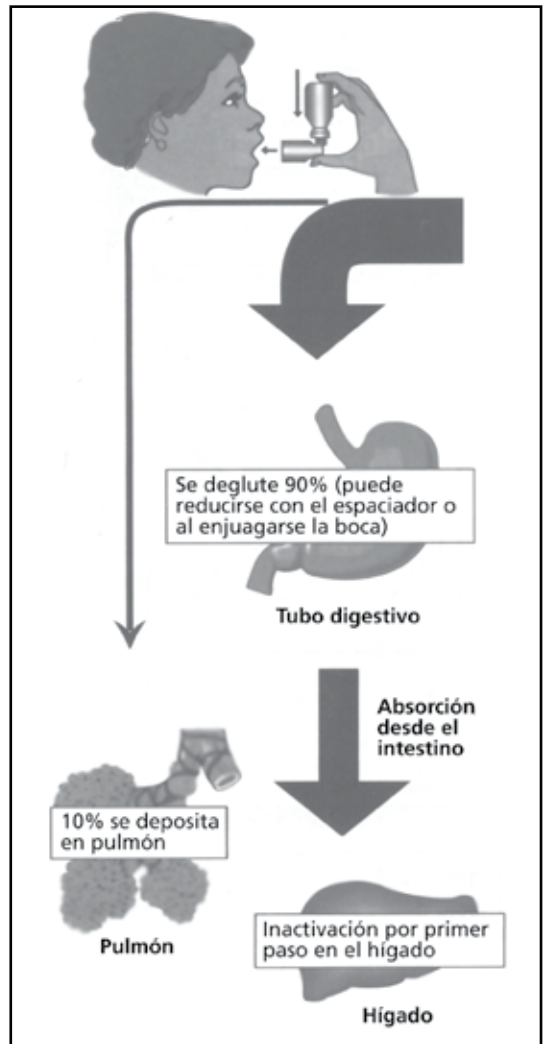 Se deglute 90% (puede
reducirse con el espaciador o
al enjuagarse la boca)
Tubo digestivo
Absorción
desde el
intestino
10% se deposita
en pulmón
Pulmón
Inactivación por primer
paso en el hígado
Hígado